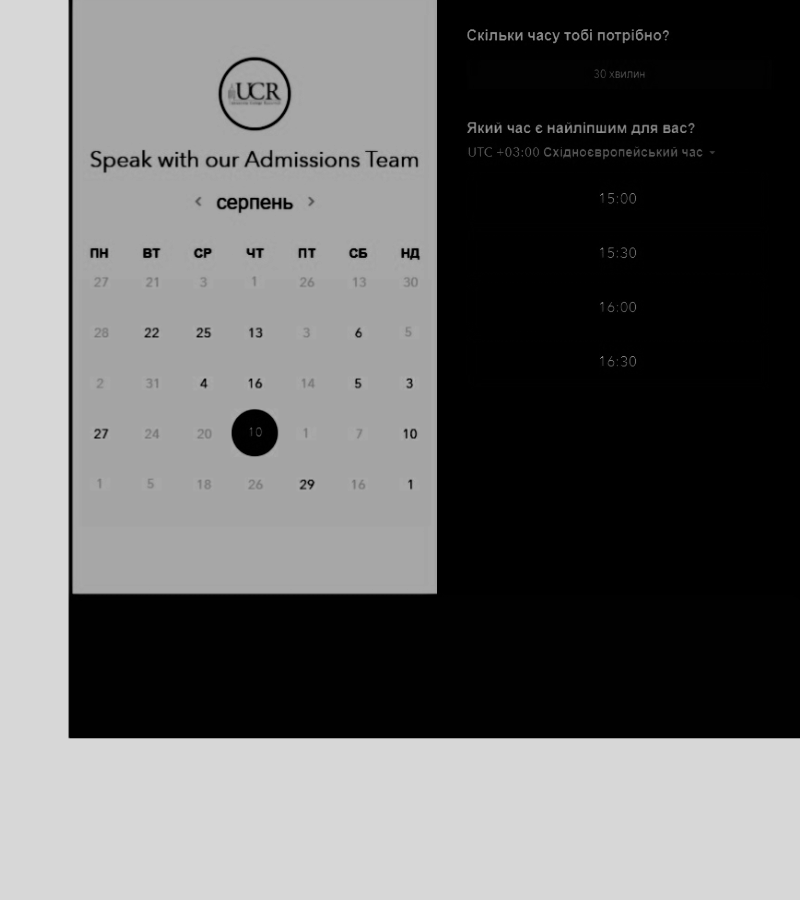 UCR
Speak with our Admissions Team
серпень
ПН ВТ СР ЧТ ПТ СБ НД
27 21 3 1 26 13 30
28 22 25 13 3 6 5
2 31 4 16 14 5 3
27 24 20 10 1 7 10
1 5 18 26 29 16 1
Скільки часу тобі потрібно?
30 хвилин
Який час є найліпшим для вас?
UTC +03:00 Східноєвропейський час
15:00
15:30
16:00
16:30